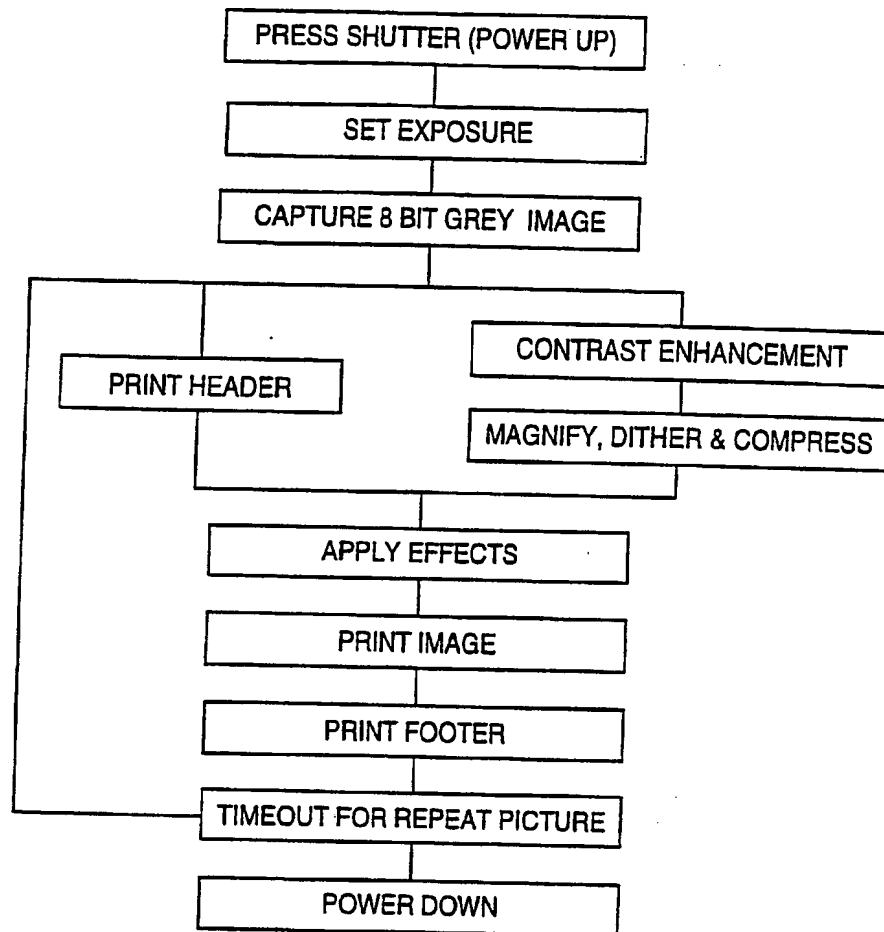 PRESS SHUTTER (POWER UP)
SET EXPOSURE
CAPTURE 8 BIT GREY IMAGE
CONTRAST ENHANCEMENT
PRINT HEADER
MAGNIFY, DITHER & COMPRESS
APPLY EFFECTS
PRINT IMAGE
PRINT FOOTER
TIMEOUT FOR REPEAT PICTURE
POWER DOWN